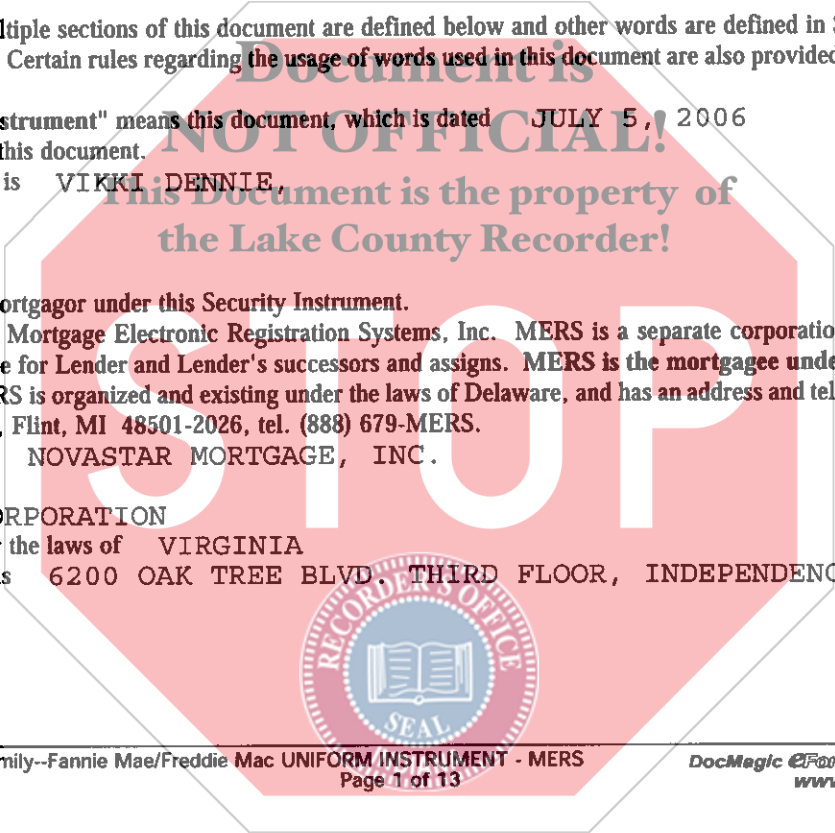 ltiple sections of this document are defined below and other words are defined in
Certain rules regarding the usage of words used in this document are also provided
Document is
strument" means this document, which is dated JULY 5, 2006
NOT OFFICIAL!
this document.
is VIKKI DENNIE,
This Document is the property of
the Lake County Recorder!
ortgagor under this Security Instrument.
Mortgage Electronic Registration Systems, Inc. MERS is a separate corporatio
e for Lender and Lender's successors and assigns. MERS is the mortgagee unde
RS is organized and existing under the laws of Delaware, and has an address and tel
, Flint, MI 48501-2026, tel. (888) 679-MERS.
STOP
NOVASTAR MORTGAGE, INC.
ORPORATION
the laws of VIRGINIA
s 6200 OAK TREE BLVD. THIRD FLOOR, INDEPENDENC
RECORDER'S OFFICE
SEAL
mily--Fannie Mae/Freddie Mac UNIFORM INSTRUMENT - MERS
Page 1 of 13
DocMagic eFor
www